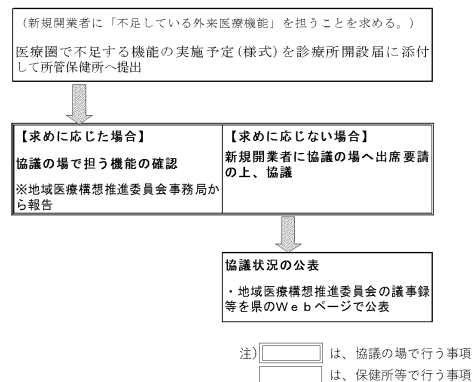 (新規開業者に「不足している外来医療機能」を担うことを求める。)
医療圏で不足する機能の実施予定(様式)を診療所開設届に添付
して所管保健所へ提出
【求めに応じた場合】
協議の場で担う機能の確認
※地域医療構想推進委員会事務局か
ら報告
【求めに応じない場合】
新規開業者に協議の場へ出席要請
の上、協議
協議状況の公表
・地域医療構想推進委員会の議事録
等を県のWebページで公表
注) は、協議の場で行う事項
は、保健所等で行う事項